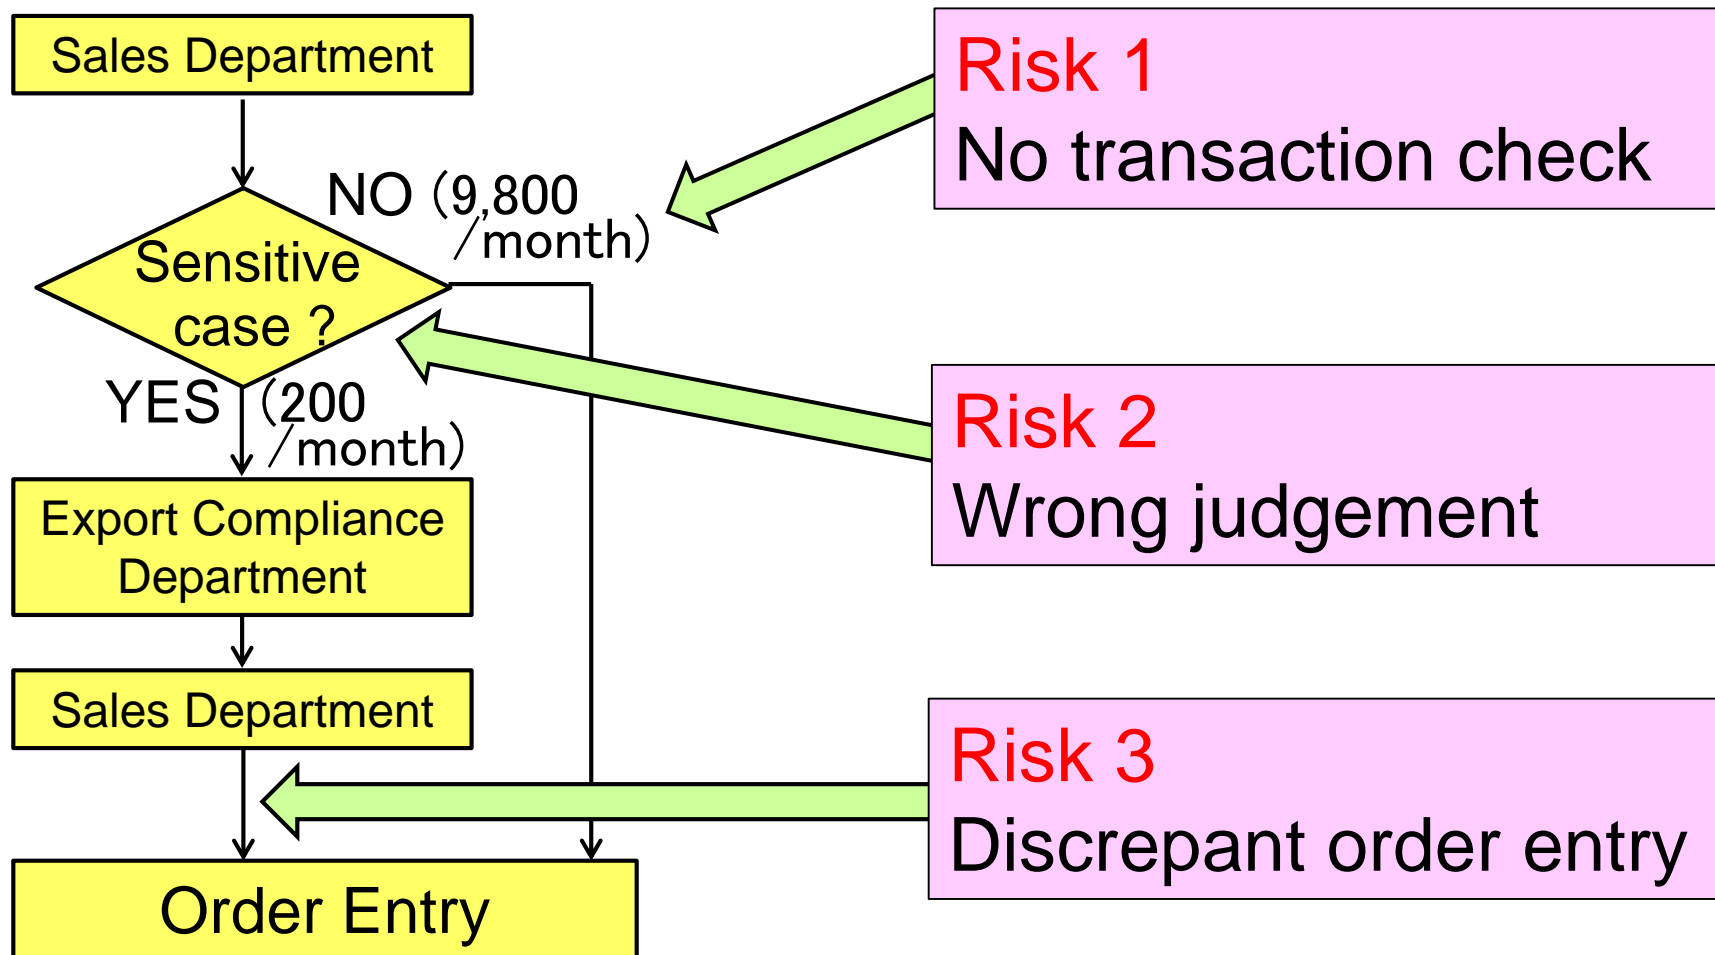 Sales Department
Risk 1
No transaction check
NO (9,800
/month)
Sensitive
case ?
YES (200
/month)
Risk 2
Wrong judgement
Export Compliance
Department
Sales Department
Risk 3
Discrepant order entry
Order Entry